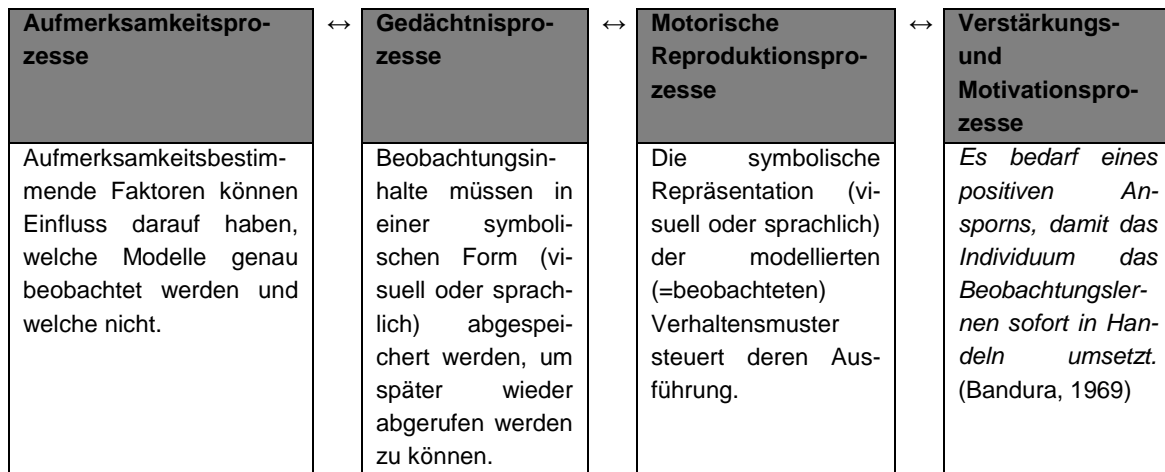 Aufmerksamkeitspro-
zesse
↔
Gedächtnispro-
zesse
↔
Motorische
Reproduktionspro-
zesse
↔
Verstärkungs-
und
Motivationspro-
zesse
Aufmerksamkeitsbestim-
mende Faktoren können
Einfluss darauf haben,
welche Modelle genau
beobachtet werden und
welche nicht.
Beobachtungsin-
halte müssen in
einer symboli-
schen Form (vi-
suell oder sprach-
lich) abgespei-
chert werden, um
später wieder
abgerufen werden
zu können.
Die symbolische
Repräsentation (vi-
suell oder sprachlich)
der modellierten
(=beobachteten)
Verhaltensmuster
steuert deren Aus-
führung.
Es bedarf eines
positiven An-
sporns, damit das
Individuum das
Beobachtungsler-
nen sofort in Han-
deln umsetzt.
(Bandura, 1969)